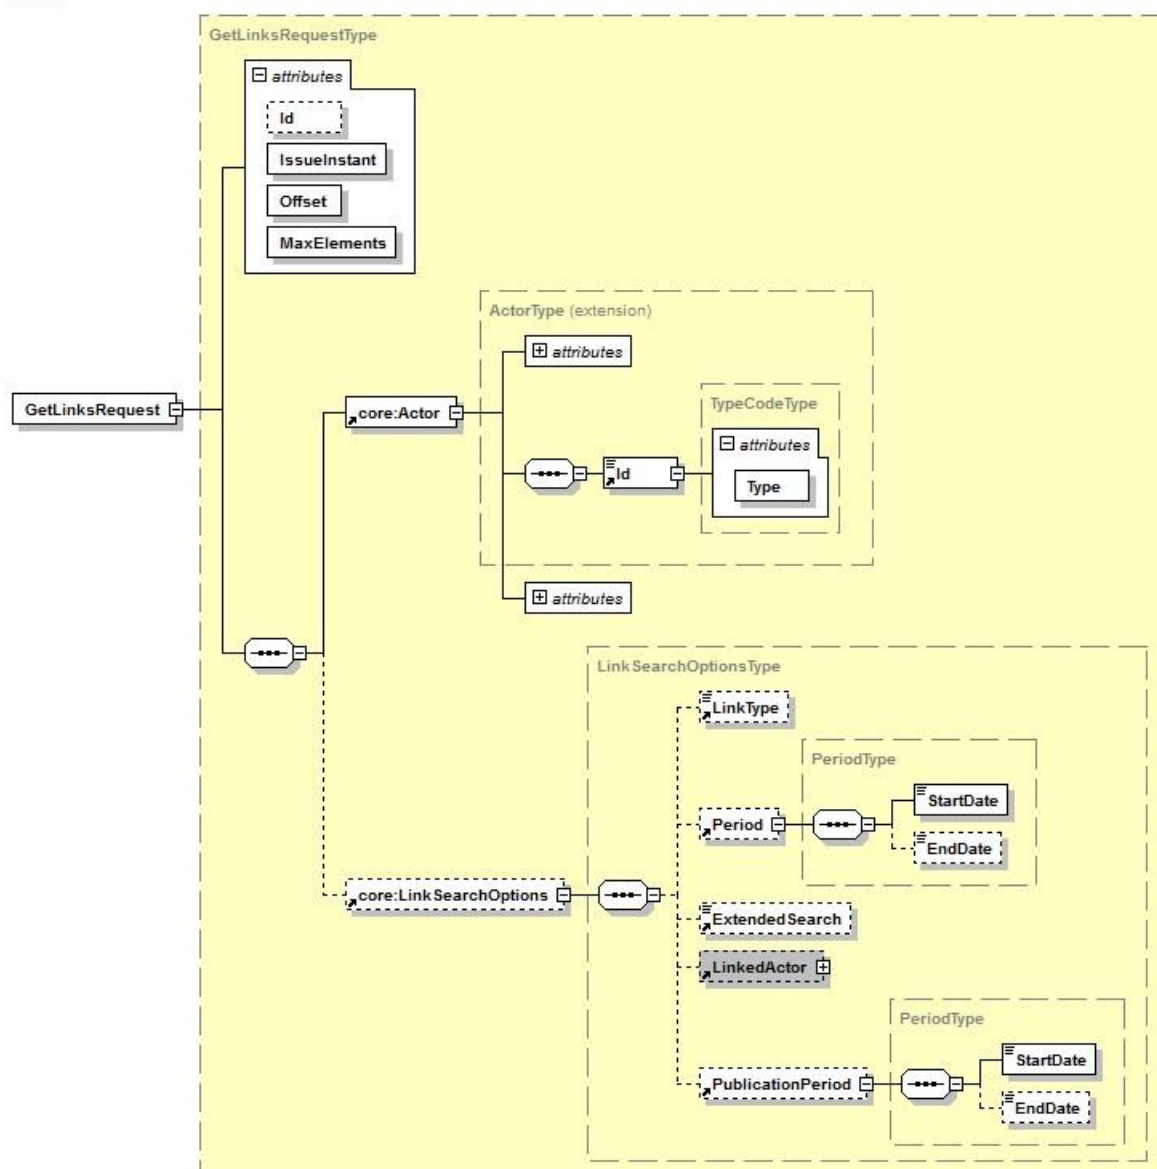 GetLinksRequestType
attributes
Id
IssueInstant
Offset
MaxElements
ActorType (extension)
attributes
GetLinksRequest
core:Actor
TypeCodeType
attributes
Id
Type
attributes
LinkSearchOptionsType
LinkType
PeriodType
StartDate
Period
EndDate
core:LinkSearchOptions
ExtendedSearch
LinkedActor
PeriodType
StartDate
PublicationPeriod
EndDate